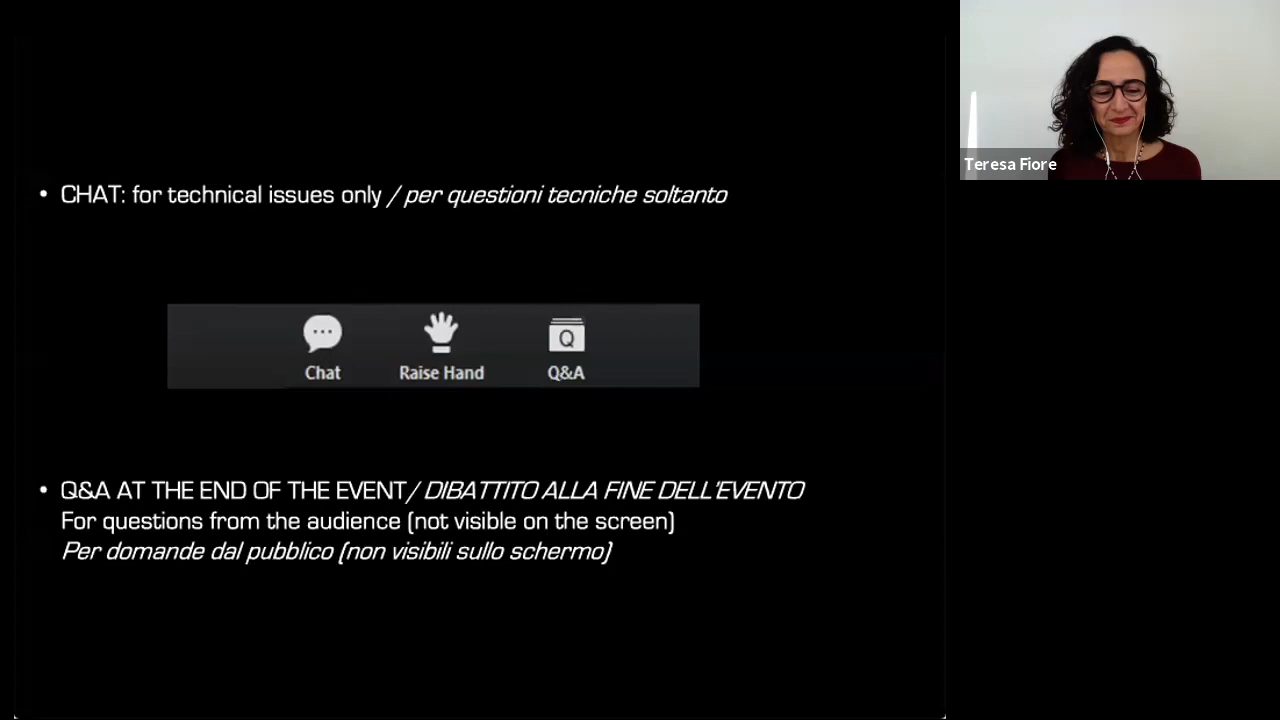 • CHAT: for technical issues only / per questioni tecniche soltanto
Teresa Fiore
Chat
Raise Hand
Q
Q&A
• Q&A AT THE END OF THE EVENT/ DIBATTITO ALLA FINE DELL'EVENTO
For questions from the audience (not visible on the screen)
Per domande dal pubblico (non visibili sullo schermo)